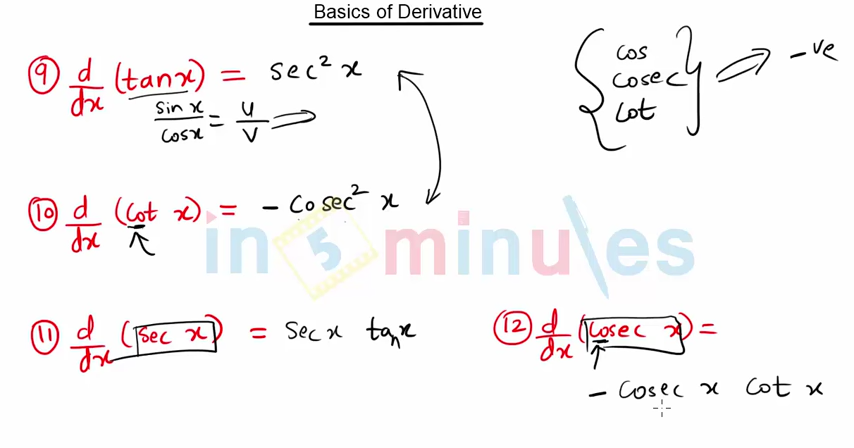 Basics of Derivative
⑨ d/dx (tan x) = sec² x
sin x/cos x = u/v ⇒
⑩ d/dx (cot x) = - cosec² x
{cos
cosec
cot} ⇒ -ve
in 5 minutes
⑪ d/dx (sec x) = sec x tan x
⑫ d/dx (cosec x) =
- cosec x cot x